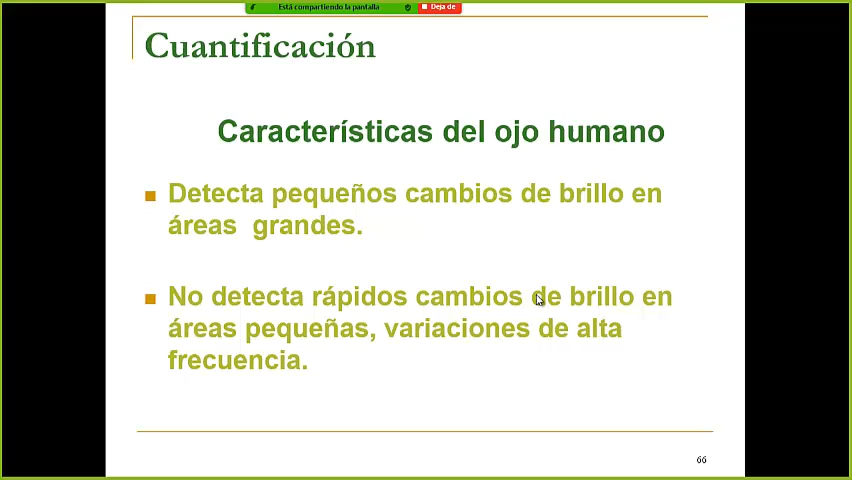 Está compartiendo la pantalla
Deja de
Cuantificación
Características del ojo humano
Detecta pequeños cambios de brillo en
áreas grandes.
No detecta rápidos cambios de brillo en
áreas pequeñas, variaciones de alta
frecuencia.
66